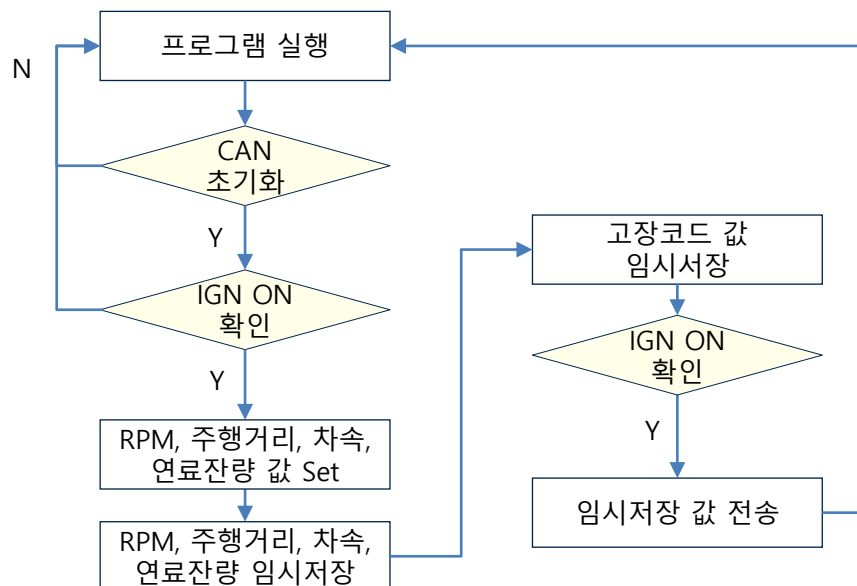 프로그램 실행
N
CAN
초기화
Y
IGN ON
확인
Y
RPM, 주행거리, 차속,
연료잔량 값 Set
RPM, 주행거리, 차속,
연료잔량 임시저장
고장코드 값
임시서장
IGN ON
확인
Y
임시저장 값 전송